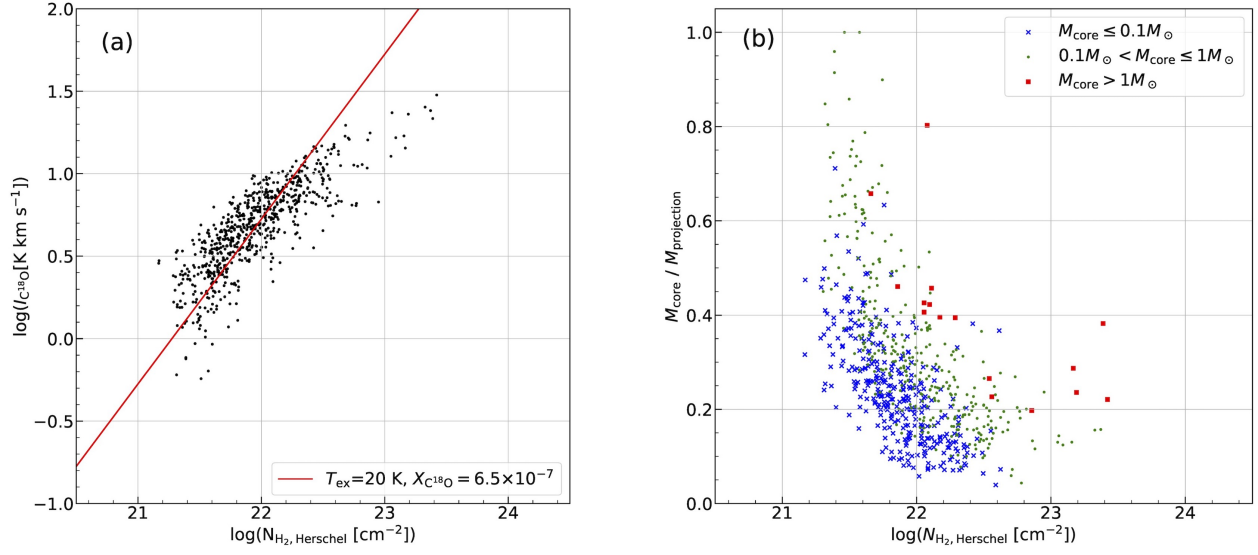 (a)
2.0
1.5
1.0
0.5
0.0
−0.5
−1.0
log(I_C¹⁸O[K km s⁻¹])
T_ex=20 K, X_C¹⁸O = 6.5×10⁻⁷
21 22 23 24
log(N_H₂, Herschel [cm⁻²])
(b)
M_core ≤ 0.1M_⊙
0.1M_⊙ < M_core ≤ 1M_⊙
M_core > 1M_⊙
1.0
0.8
0.6
0.4
0.2
0.0
M_core / M_projection
21 22 23 24
log(N_H₂, Herschel [cm⁻²])